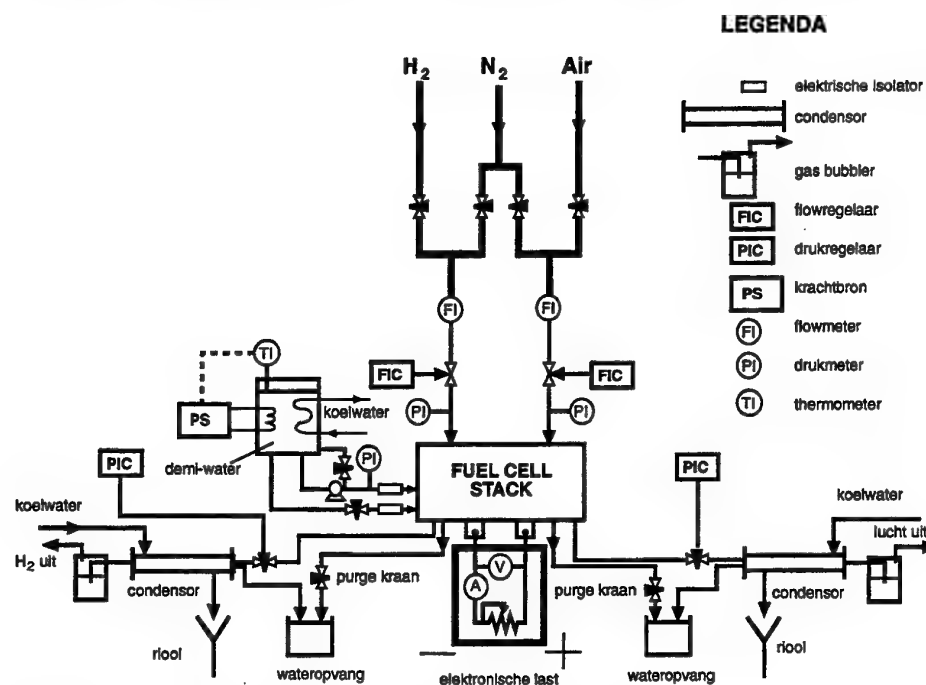 LEGENDA
H2 N2 Air
elektrische isolator
condensor
gas bubbler
FIC flowregelaar
PIC drukregelaar
PS krachtbron
FI flowmeter
PI drukmeter
TI thermometer
FI FI
TI
FIC FIC
PS koelwater PI PI
demi-water PI
FUEL CELL
STACK
PIC PIC
koelwater koelwater
lucht uit
H2 uit
condensor purge kraan V purge kraan condensor
A
riool wateropvang − + wateropvang riool
elektronische last